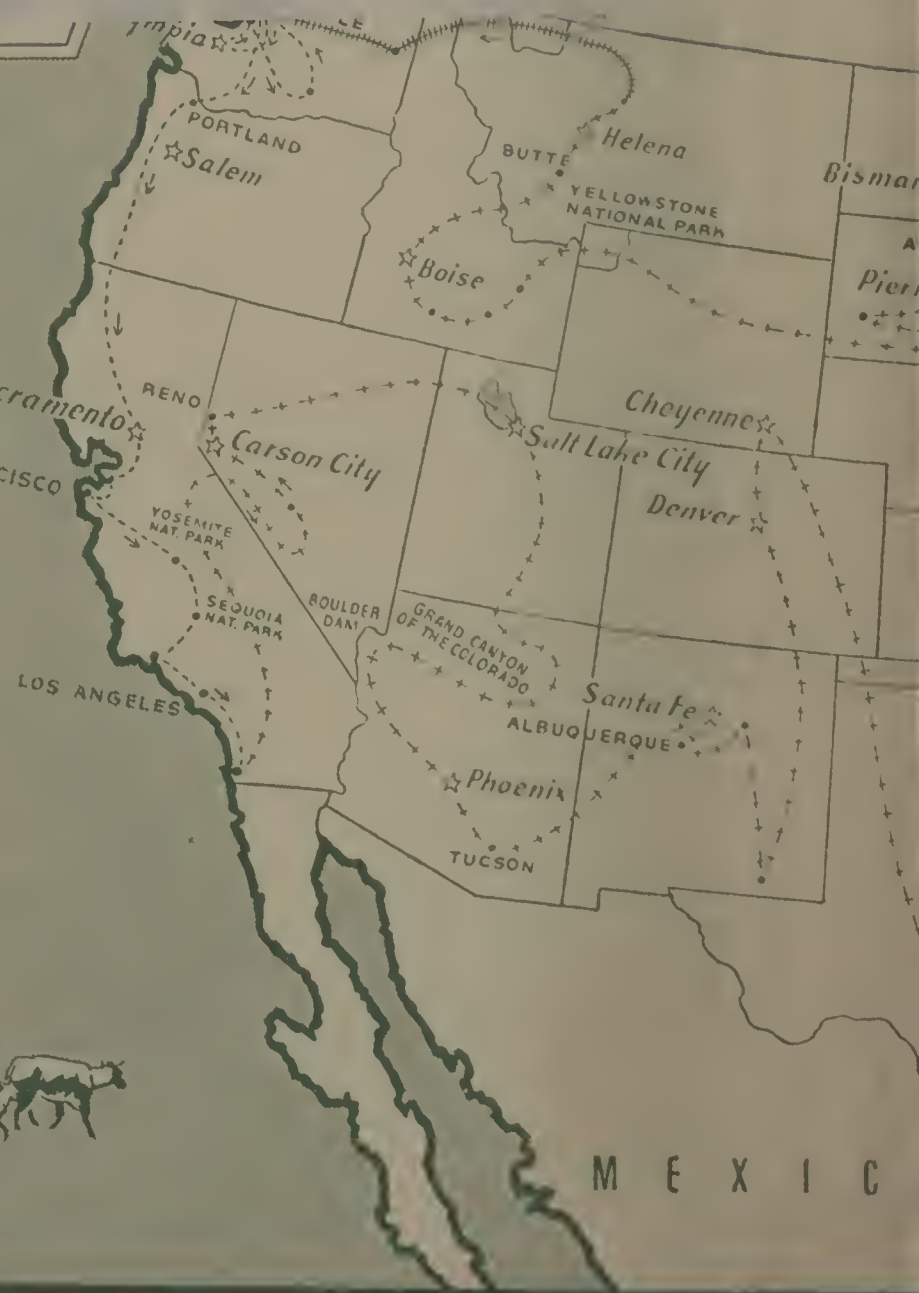 mpia
PORTLAND
Salem
BUTTE
Helena
YELLOWSTONE
NATIONAL PARK
Bismar
Boise
A
Pierr
RENO
cramento
Carson City
Cheyenne
Salt Lake City
CISCO
YOSEMITE
NAT. PARK
Denver
SEQUOIA
NAT. PARK
BOULDER
DAM
GRAND CANYON
OF THE COLORADO
LOS ANGELES
Santa Fe
ALBUQUERQUE
Phoenix
TUCSON
MEXIC